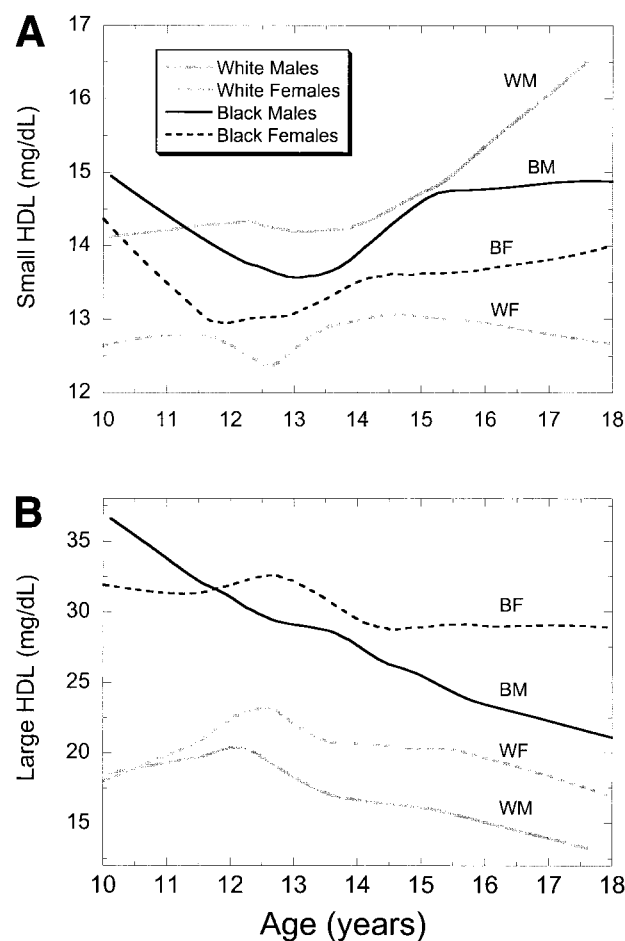 A
17
16
15
14
13
12
Small HDL (mg/dL)
White Males
White Females
Black Males
Black Females
WM
BM
BF
WF
10 11 12 13 14 15 16 17 18
B
35
30
25
20
15
Large HDL (mg/dL)
BF
BM
WF
WM
10 11 12 13 14 15 16 17 18
Age (years)